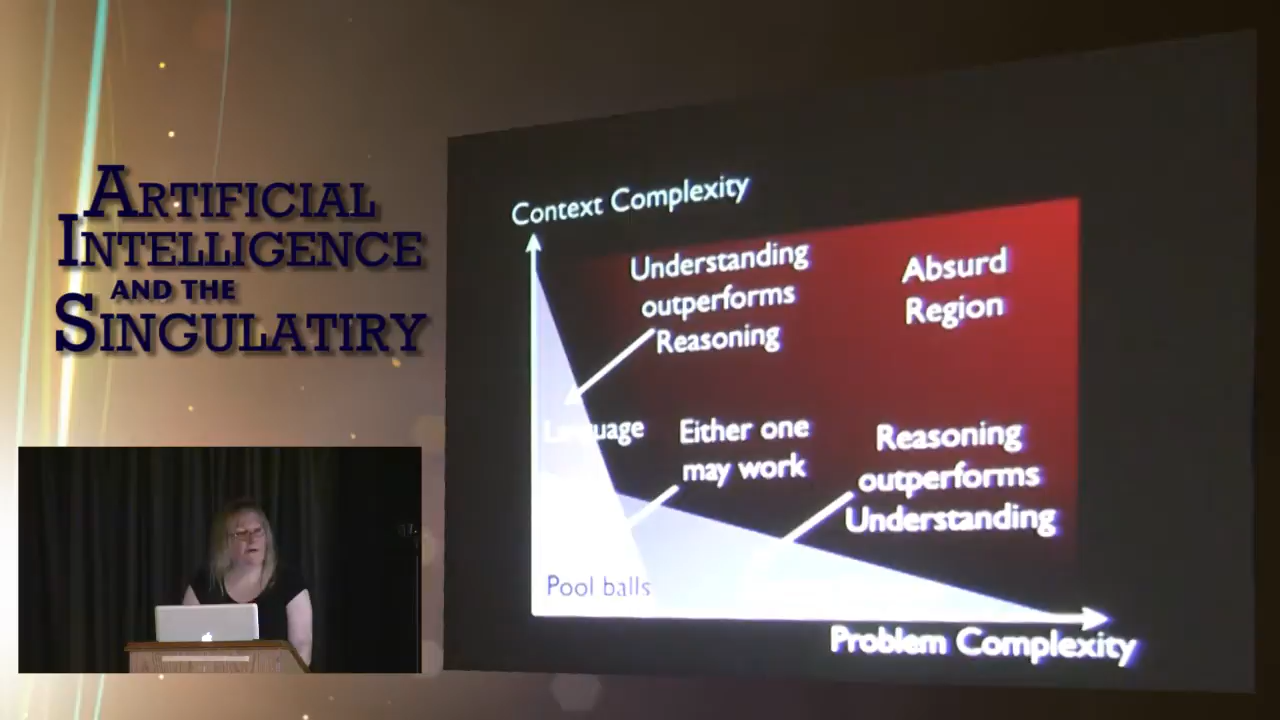 ARTIFICIAL
INTELLIGENCE
AND THE
SINGULATIRY
Context Complexity
Understanding
outperforms
Reasoning
Absurd
Region
Language
Either one
may work
Reasoning
outperforms
Understanding
Pool balls
Problem Complexity